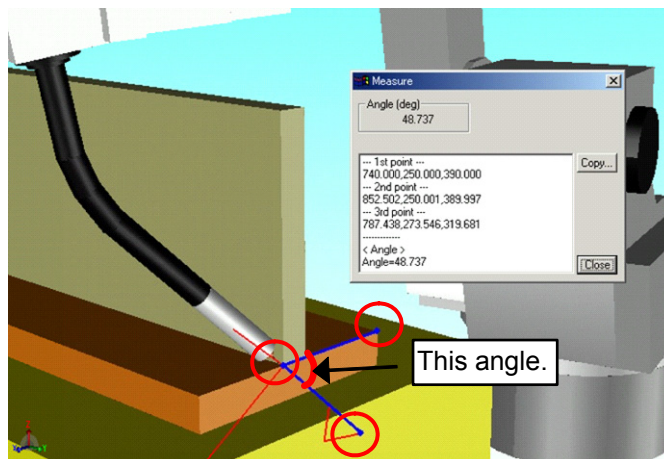 Measure
Angle (deg)
48.737
--- 1st point ---
740.000,250.000,390.000
--- 2nd point ---
852.502,250.001,389.997
--- 3rd point ---
787.438,273.546,319.681
-------------
< Angle >
Angle=48.737
Copy...
Close
This angle.